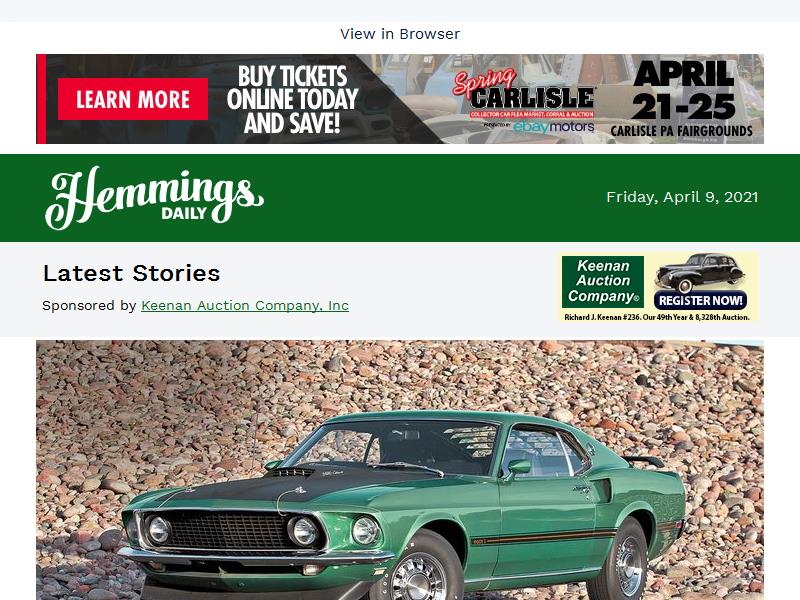 View in Browser
LEARN MORE
BUY TICKETS
ONLINE TODAY
AND SAVE!
Spring
CARLISLE
COLLECTOR CAR FLEA MARKET, CORRAL & AUCTION
PRESENTED BY ebaymotors
APRIL
21-25
CARLISLE PA FAIRGROUNDS
Hemmings
DAILY
Friday, April 9, 2021
Latest Stories
Sponsored by Keenan Auction Company, Inc
Keenan
Auction
Company®
REGISTER NOW!
Richard J. Keenan #236. Our 49th Year & 8,328th Auction.